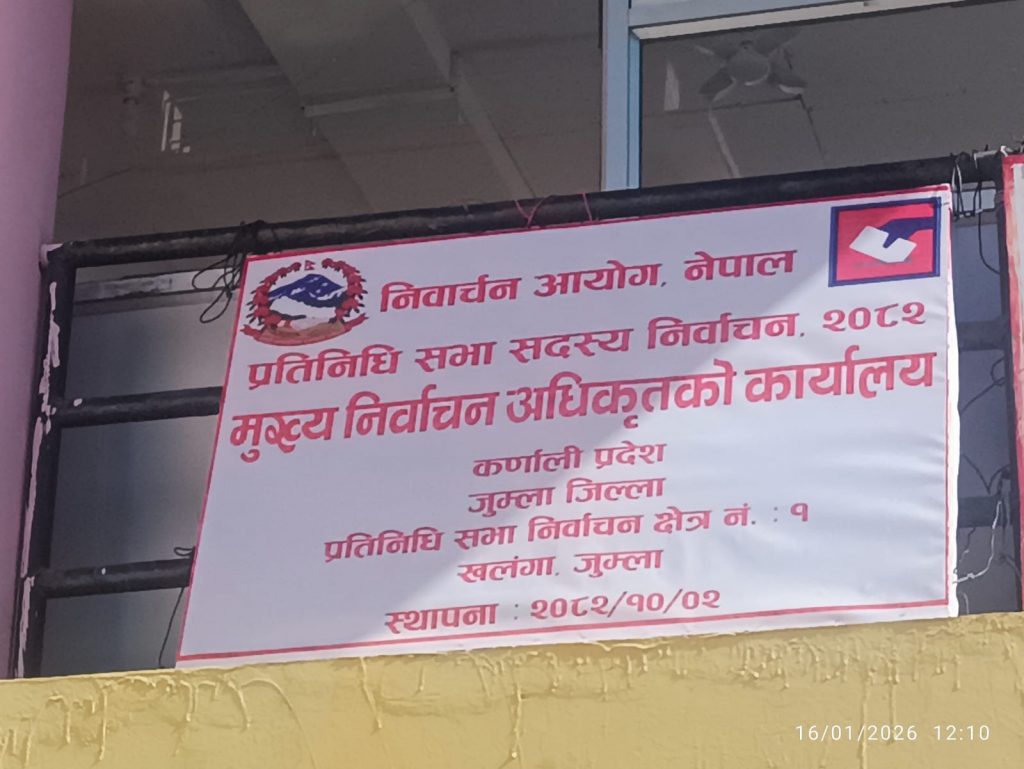 निवार्चन आयोग, नेपाल
प्रतिनिधि सभा सदस्य निर्वाचन, २०८२
मुख्य निर्वाचन अधिकृतको कार्यालय
कर्णाली प्रदेश
जुम्ला जिल्ला
प्रतिनिधि सभा निर्वाचन क्षेत्र नं. : १
खलंगा, जुम्ला
स्थापना : २०८२/१०/०२
16/01/2026 12:10